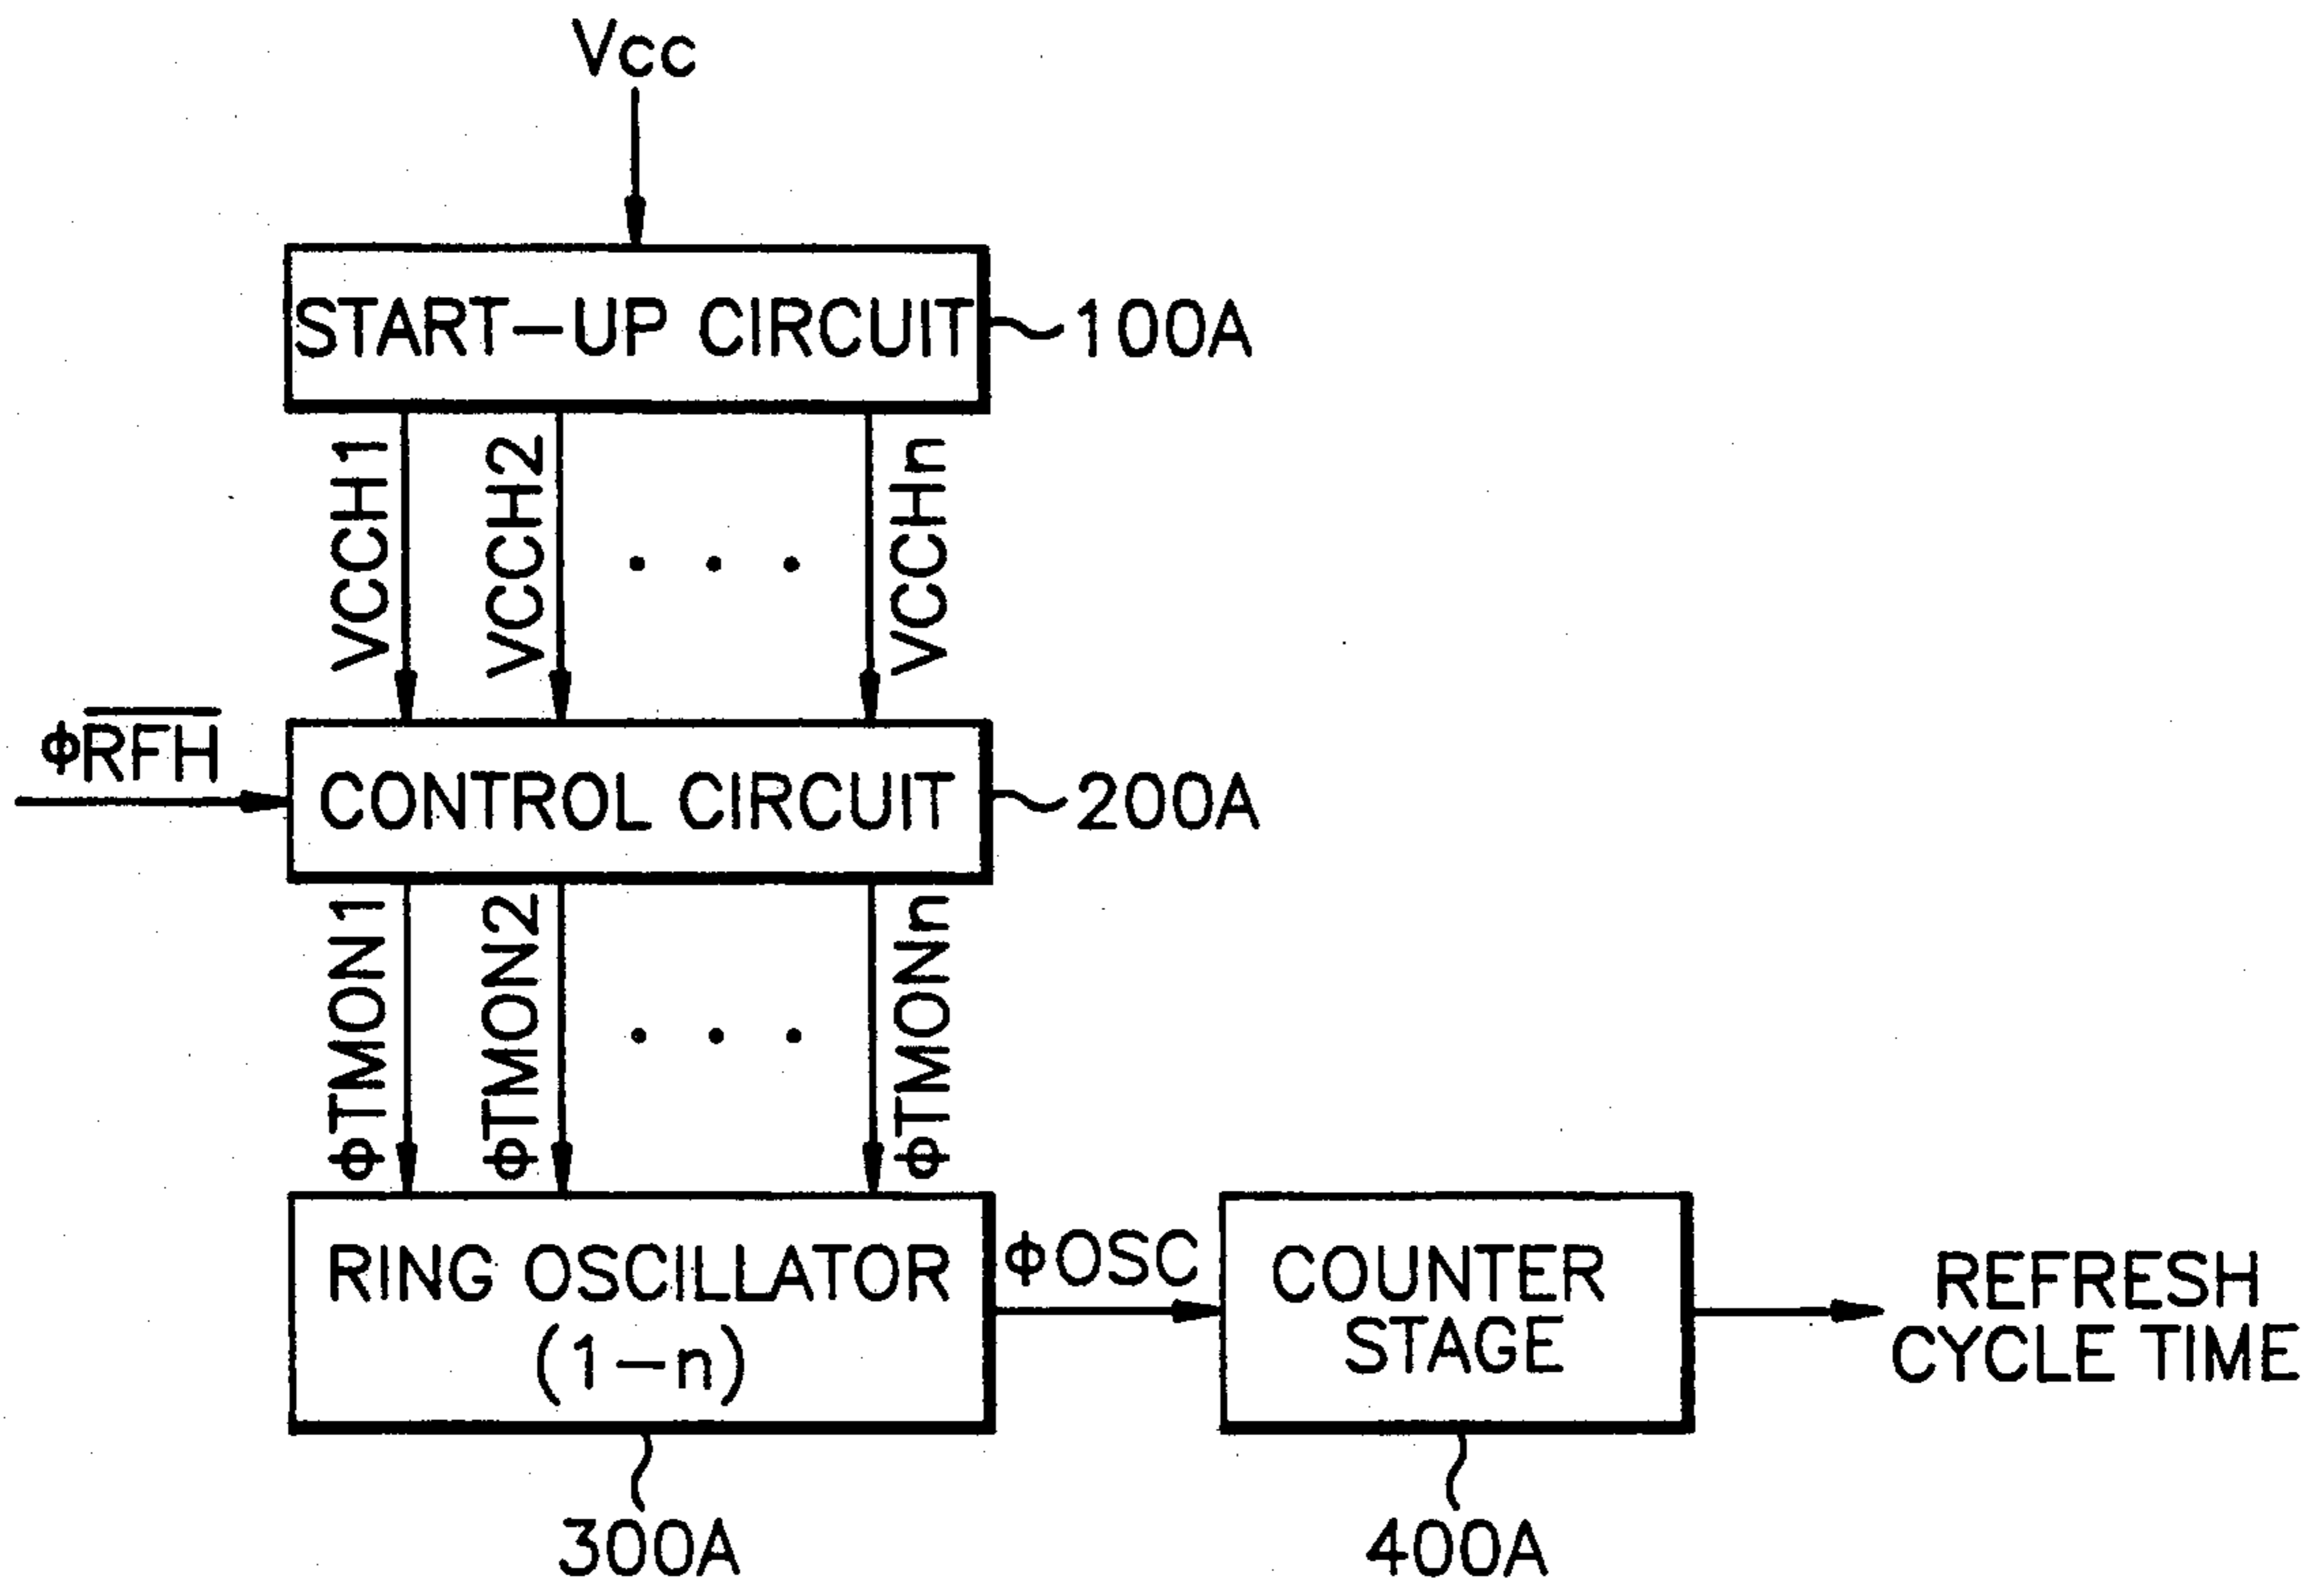 Vcc
START-UP CIRCUIT
100A
VCCH1
VCCH2
. . .
VCCHn
φR̅F̅H̅
CONTROL CIRCUIT
200A
φTMON1
φTMON2
. . .
φTMONn
RING OSCILLATOR
(1-n)
φOSC
COUNTER
STAGE
REFRESH
CYCLE TIME
300A
400A